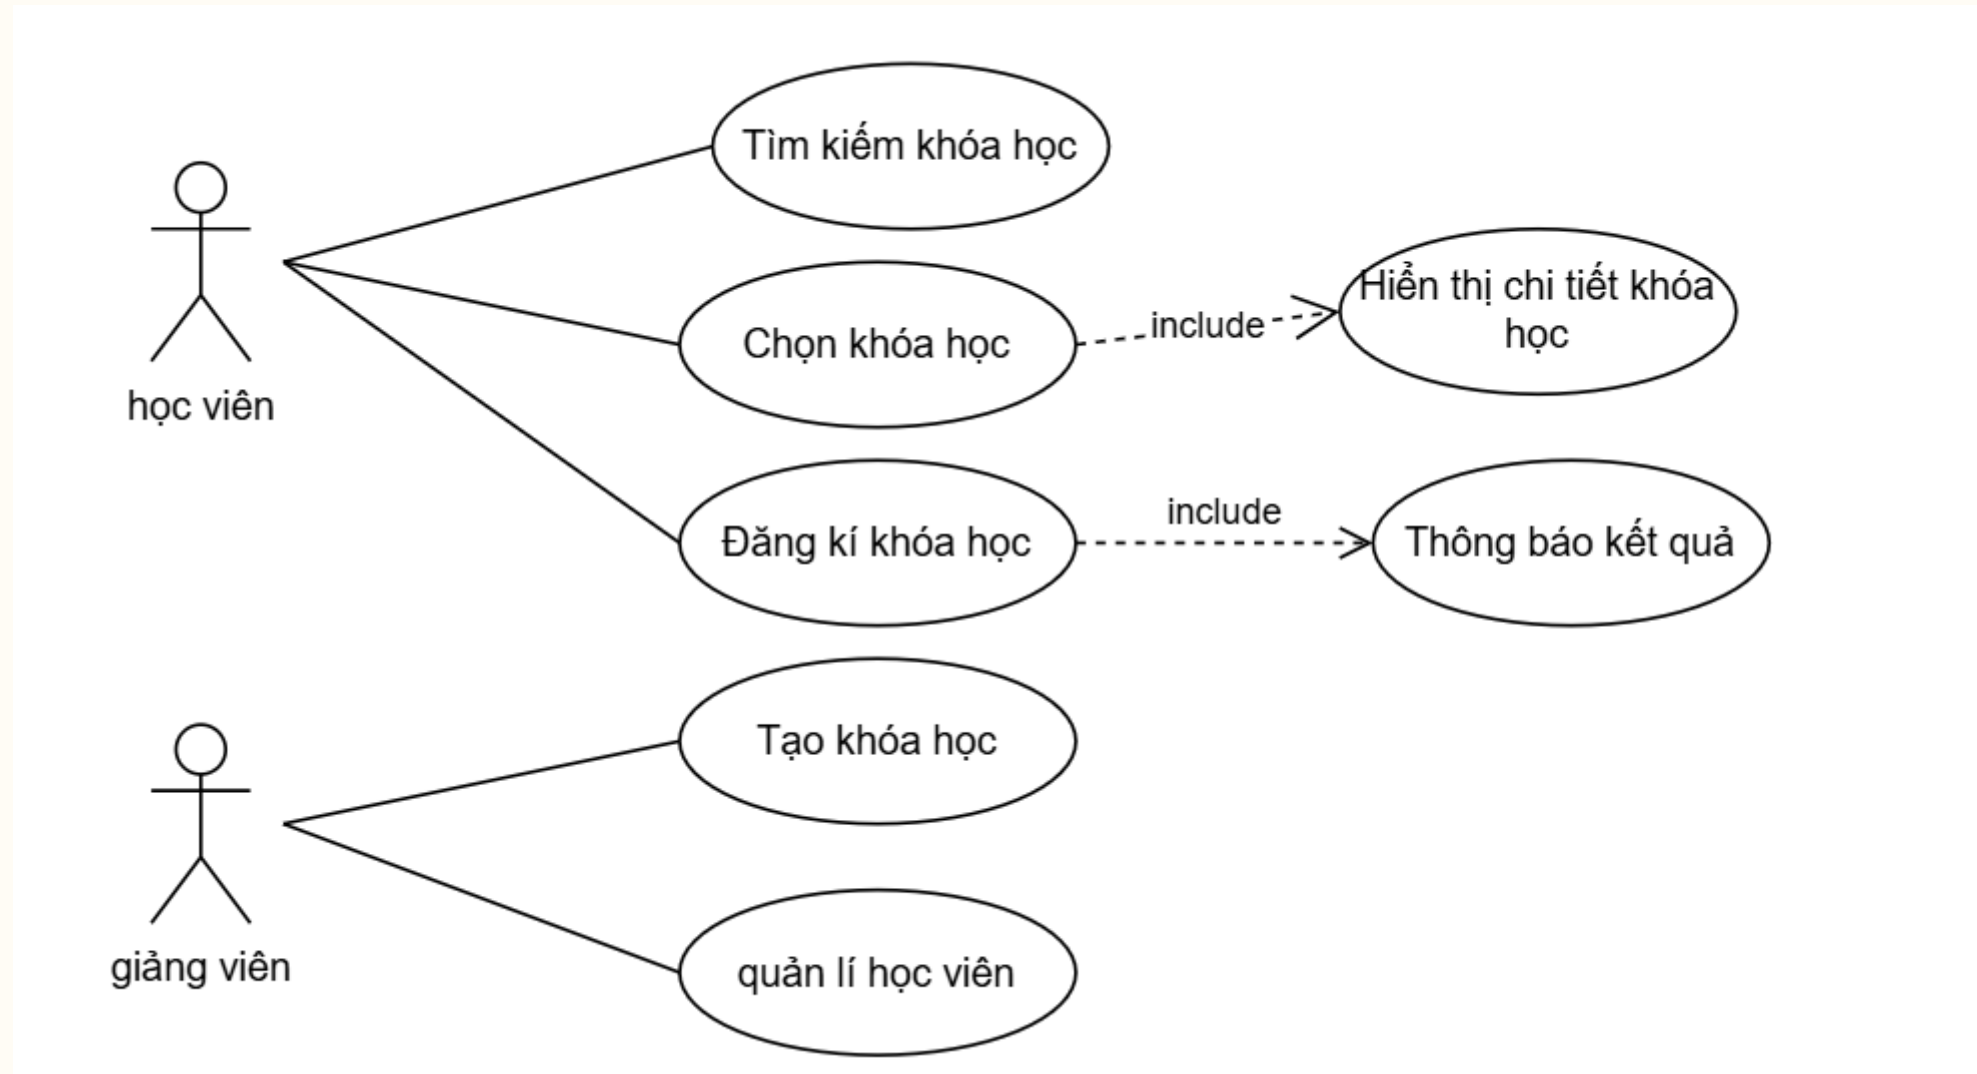 Tìm kiếm khóa học
Hiển thị chi tiết khóa
học
include
Chọn khóa học
học viên
include
Đăng kí khóa học
Thông báo kết quả
Tạo khóa học
giảng viên
quản lí học viên